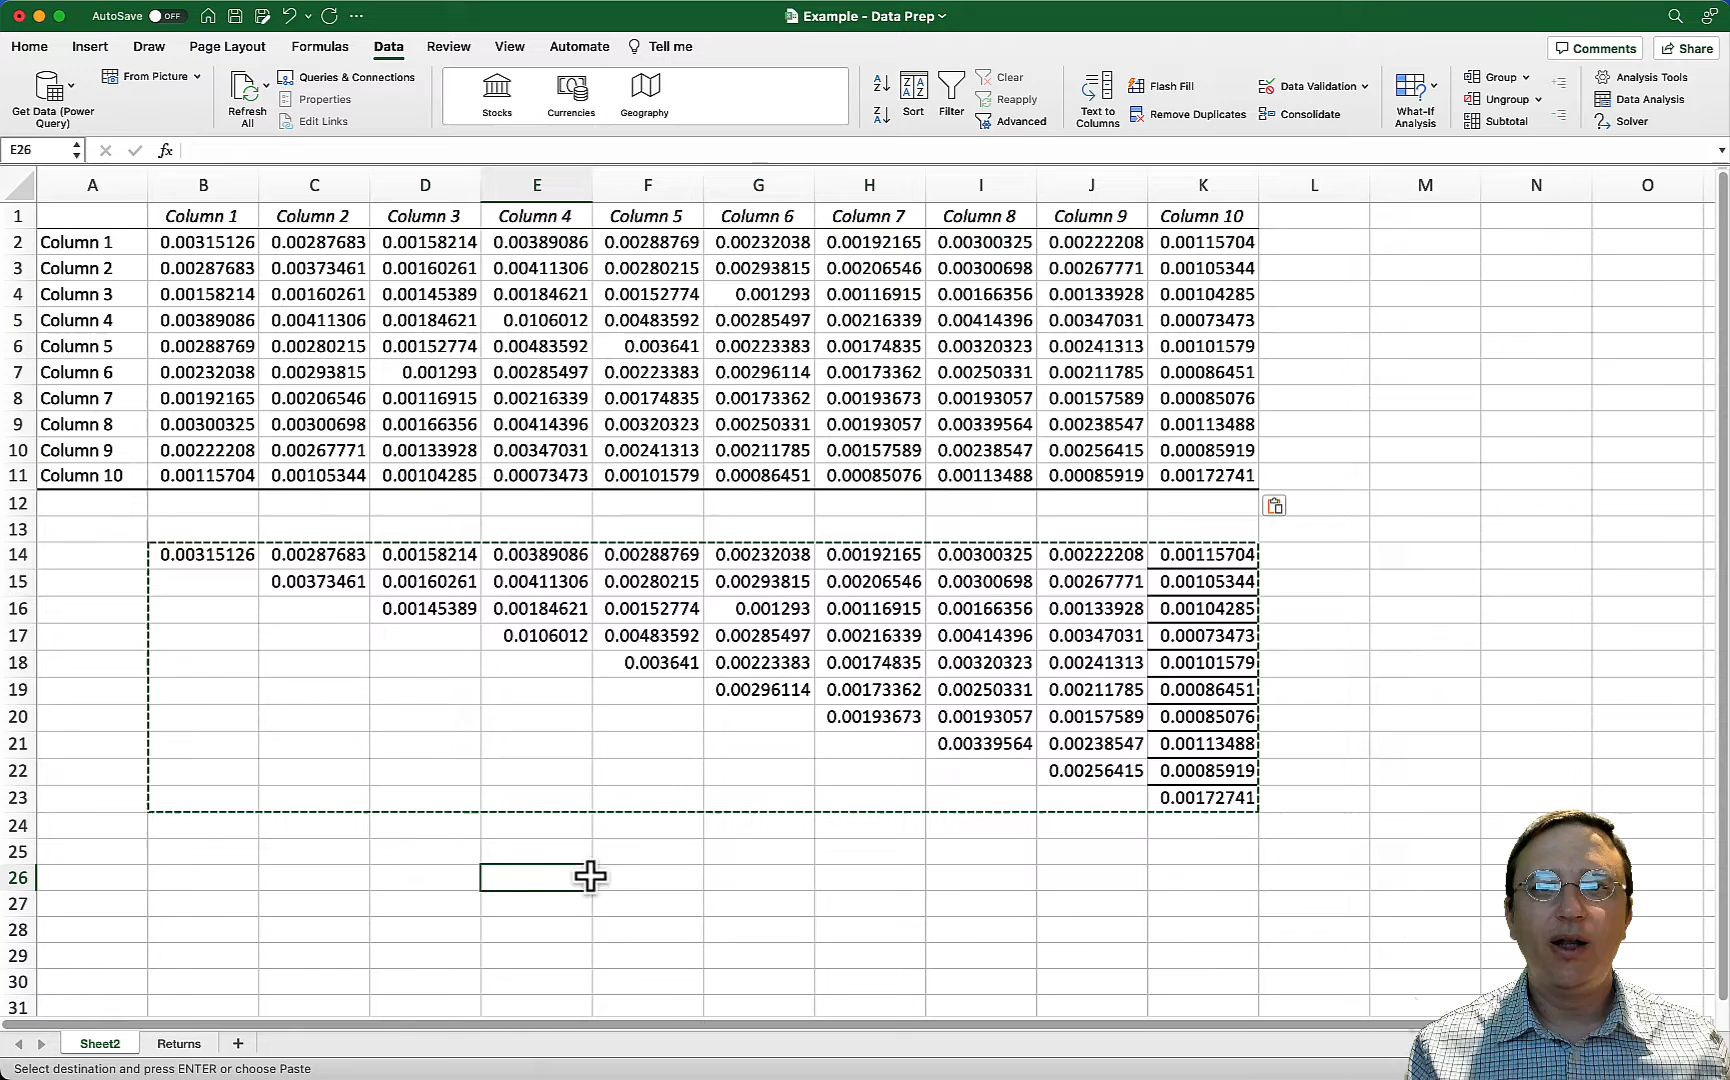 AutoSave OFF
Example - Data Prep
Home Insert Draw Page Layout Formulas Data Review View Automate Tell me
Comments Share
Get Data (Power Query)
From Picture
Refresh All
Queries & Connections
Properties
Edit Links
Stocks Currencies Geography
Sort
Filter
Clear
Reapply
Advanced
Text to Columns
Flash Fill
Remove Duplicates
Data Validation
Consolidate
What-If Analysis
Group
Ungroup
Subtotal
Analysis Tools
Data Analysis
Solver
E26 fx
A B C D E F G H I J K L M N O
1 Column 1 Column 2 Column 3 Column 4 Column 5 Column 6 Column 7 Column 8 Column 9 Column 10
2 Column 1 0.00315126 0.00287683 0.00158214 0.00389086 0.00288769 0.00232038 0.00192165 0.00300325 0.00222208 0.00115704
3 Column 2 0.00287683 0.00373461 0.00160261 0.00411306 0.00280215 0.00293815 0.00206546 0.00300698 0.00267771 0.00105344
4 Column 3 0.00158214 0.00160261 0.00145389 0.00184621 0.00152774 0.001293 0.00116915 0.00166356 0.00133928 0.00104285
5 Column 4 0.00389086 0.00411306 0.00184621 0.0106012 0.00483592 0.00285497 0.00216339 0.00414396 0.00347031 0.00073473
6 Column 5 0.00288769 0.00280215 0.00152774 0.00483592 0.003641 0.00223383 0.00174835 0.00320323 0.00241313 0.00101579
7 Column 6 0.00232038 0.00293815 0.001293 0.00285497 0.00223383 0.00296114 0.00173362 0.00250331 0.00211785 0.00086451
8 Column 7 0.00192165 0.00206546 0.00116915 0.00216339 0.00174835 0.00173362 0.00193673 0.00193057 0.00157589 0.00085076
9 Column 8 0.00300325 0.00300698 0.00166356 0.00414396 0.00320323 0.00250331 0.00193057 0.00339564 0.00238547 0.00113488
10 Column 9 0.00222208 0.00267771 0.00133928 0.00347031 0.00241313 0.00211785 0.00157589 0.00238547 0.00256415 0.00085919
11 Column 10 0.00115704 0.00105344 0.00104285 0.00073473 0.00101579 0.00086451 0.00085076 0.00113488 0.00085919 0.00172741
12
13
14 0.00315126 0.00287683 0.00158214 0.00389086 0.00288769 0.00232038 0.00192165 0.00300325 0.00222208 0.00115704
15 0.00373461 0.00160261 0.00411306 0.00280215 0.00293815 0.00206546 0.00300698 0.00267771 0.00105344
16 0.00145389 0.00184621 0.00152774 0.001293 0.00116915 0.00166356 0.00133928 0.00104285
17 0.0106012 0.00483592 0.00285497 0.00216339 0.00414396 0.00347031 0.00073473
18 0.003641 0.00223383 0.00174835 0.00320323 0.00241313 0.00101579
19 0.00296114 0.00173362 0.00250331 0.00211785 0.00086451
20 0.00193673 0.00193057 0.00157589 0.00085076
21 0.00339564 0.00238547 0.00113488
22 0.00256415 0.00085919
23 0.00172741
24
25
26
27
28
29
30
31
Sheet2 Returns +
Select destination and press ENTER or choose Paste